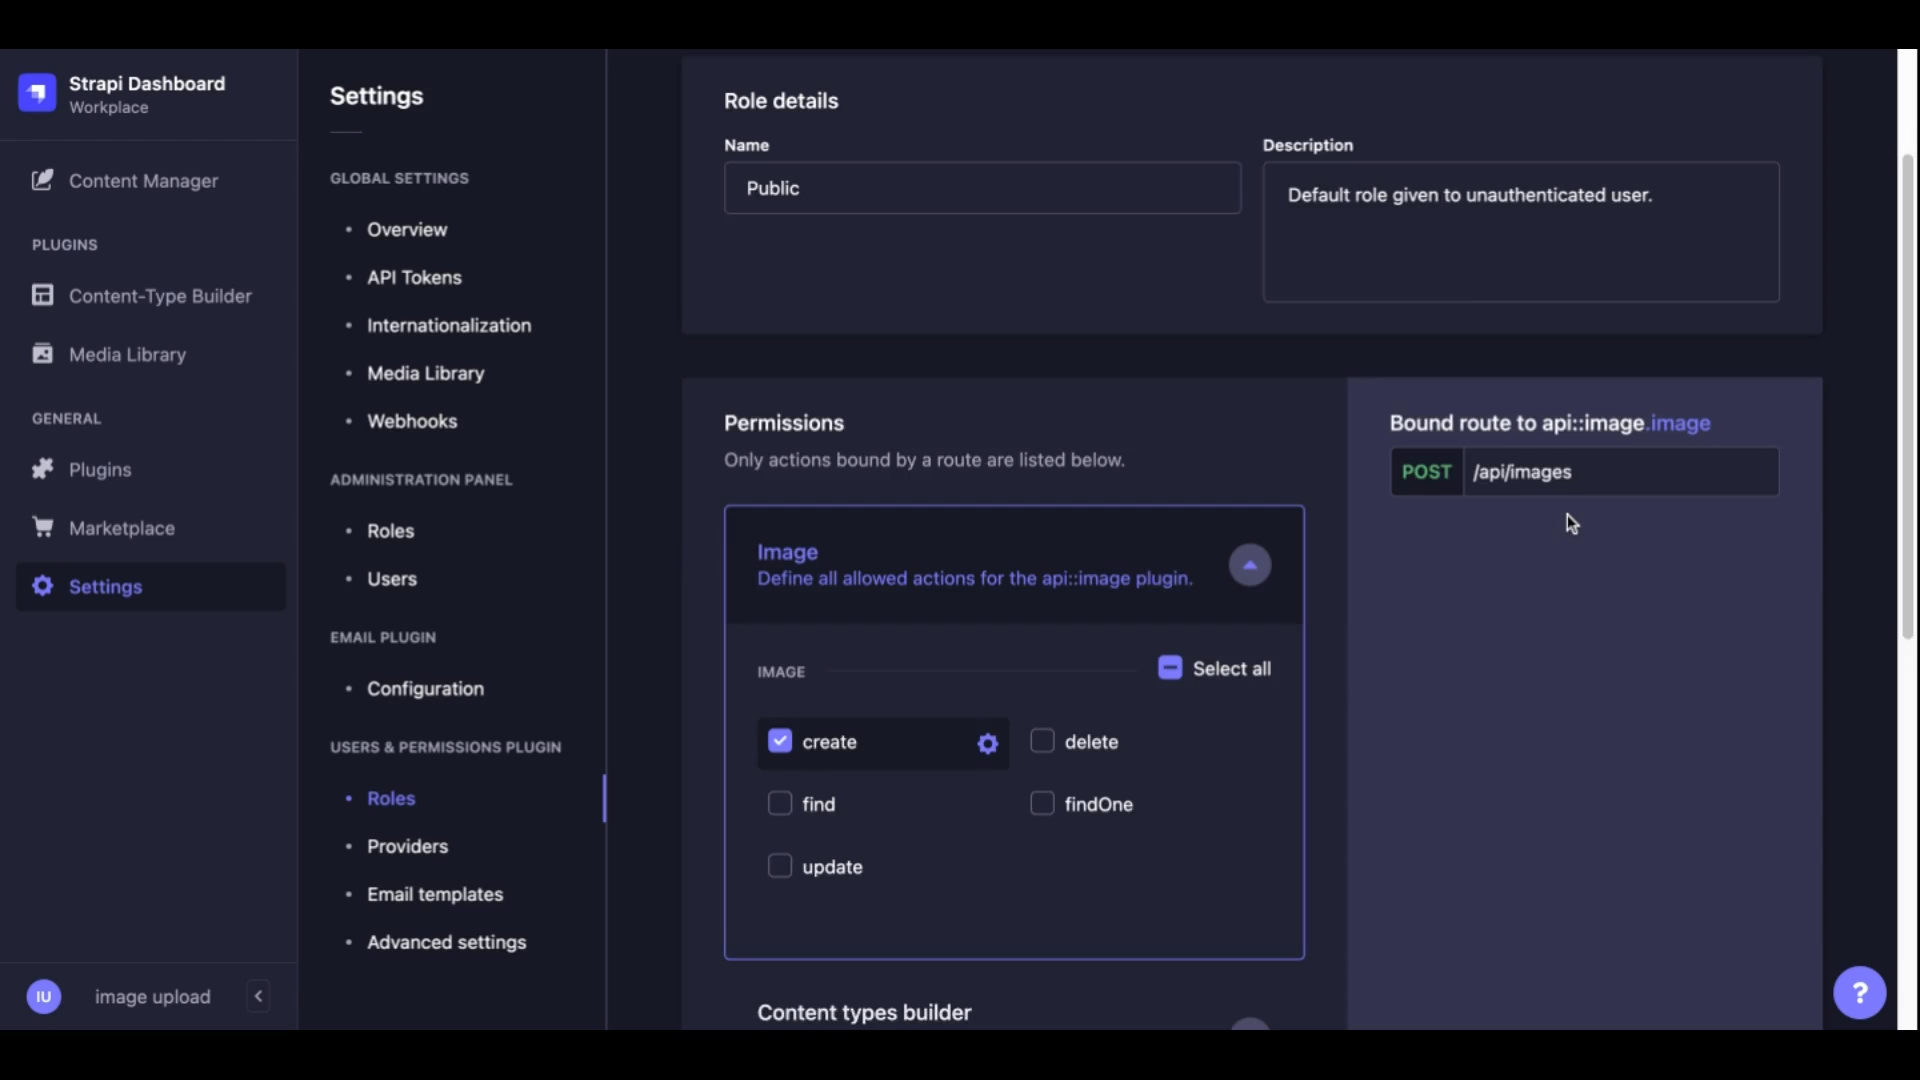 Strapi Dashboard
Workplace
Content Manager
PLUGINS
Content-Type Builder
Media Library
GENERAL
Plugins
Marketplace
Settings
IU
image upload
Settings
GLOBAL SETTINGS
Overview
API Tokens
Internationalization
Media Library
Webhooks
ADMINISTRATION PANEL
Roles
Users
EMAIL PLUGIN
Configuration
USERS & PERMISSIONS PLUGIN
Roles
Providers
Email templates
Advanced settings
Role details
Name
Public
Description
Default role given to unauthenticated user.
Permissions
Only actions bound by a route are listed below.
Image
Define all allowed actions for the api::image plugin.
IMAGE
Select all
create
delete
find
findOne
update
Content types builder
Bound route to api::image.image
POST /api/images
?